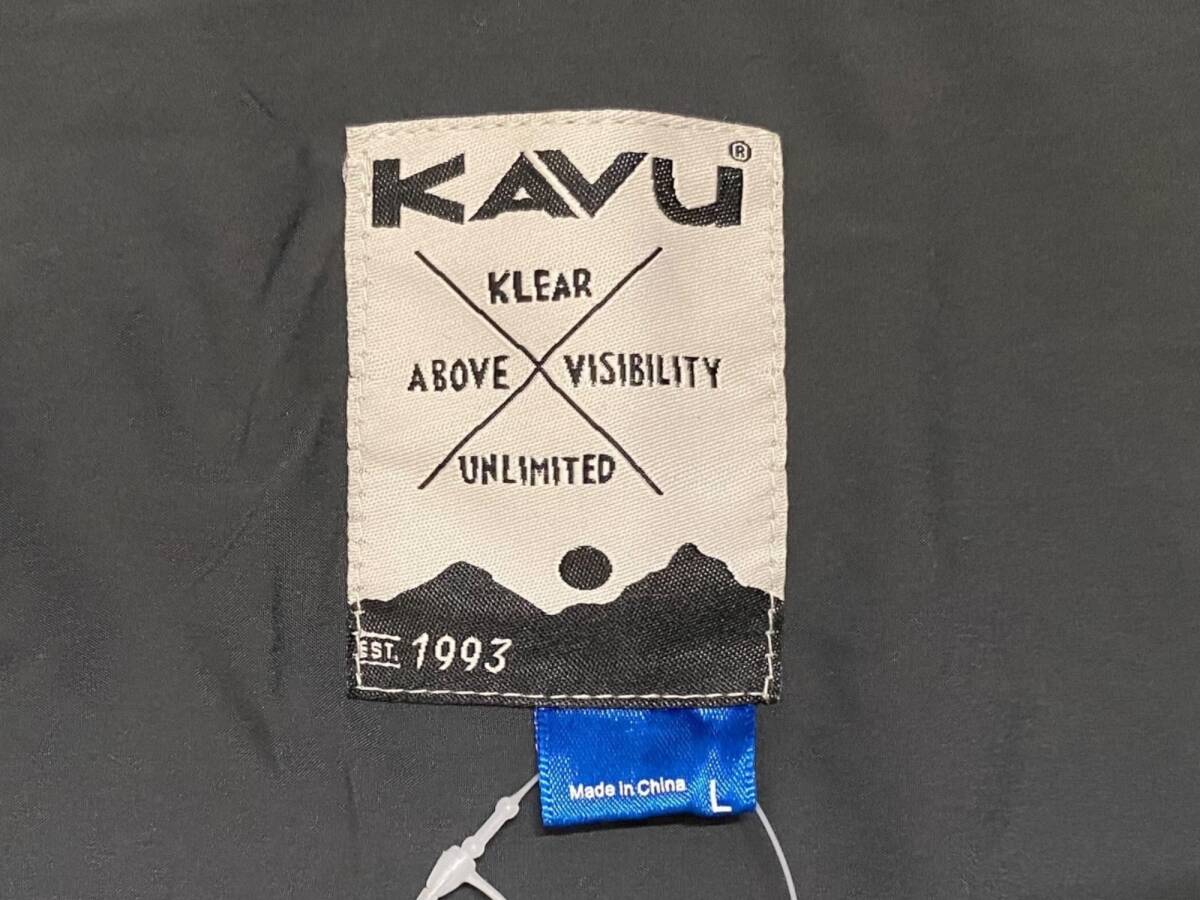 KAVU®
KLEAR
ABOVE VISIBILITY
UNLIMITED
EST. 1993
Made in China L